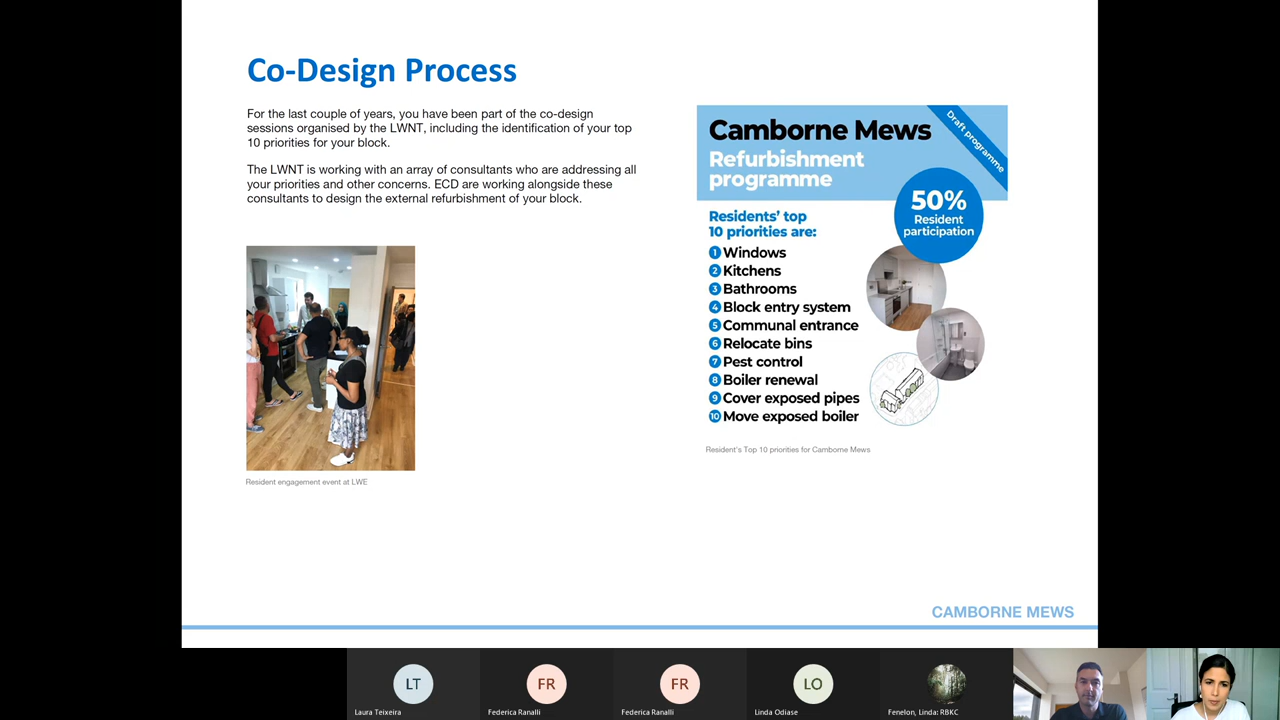 Co-Design Process
For the last couple of years, you have been part of the co-design
sessions organised by the LWNT, including the identification of your top
10 priorities for your block.
The LWNT is working with an array of consultants who are addressing all
your priorities and other concerns. ECD are working alongside these
consultants to design the external refurbishment of your block.
Resident engagement event at LWE
Camborne Mews
Refurbishment
programme
Draft programme
50%
Resident
participation
Residents' top
10 priorities are:
1 Windows
2 Kitchens
3 Bathrooms
4 Block entry system
5 Communal entrance
6 Relocate bins
7 Pest control
8 Boiler renewal
9 Cover exposed pipes
10 Move exposed boiler
Resident's Top 10 priorities for Camborne Mews
CAMBORNE MEWS
LT
Laura Teixeira
FR
Federica Ranalli
FR
Federica Ranalli
LO
Linda Odiase
Fenelon, Linda: RBKC